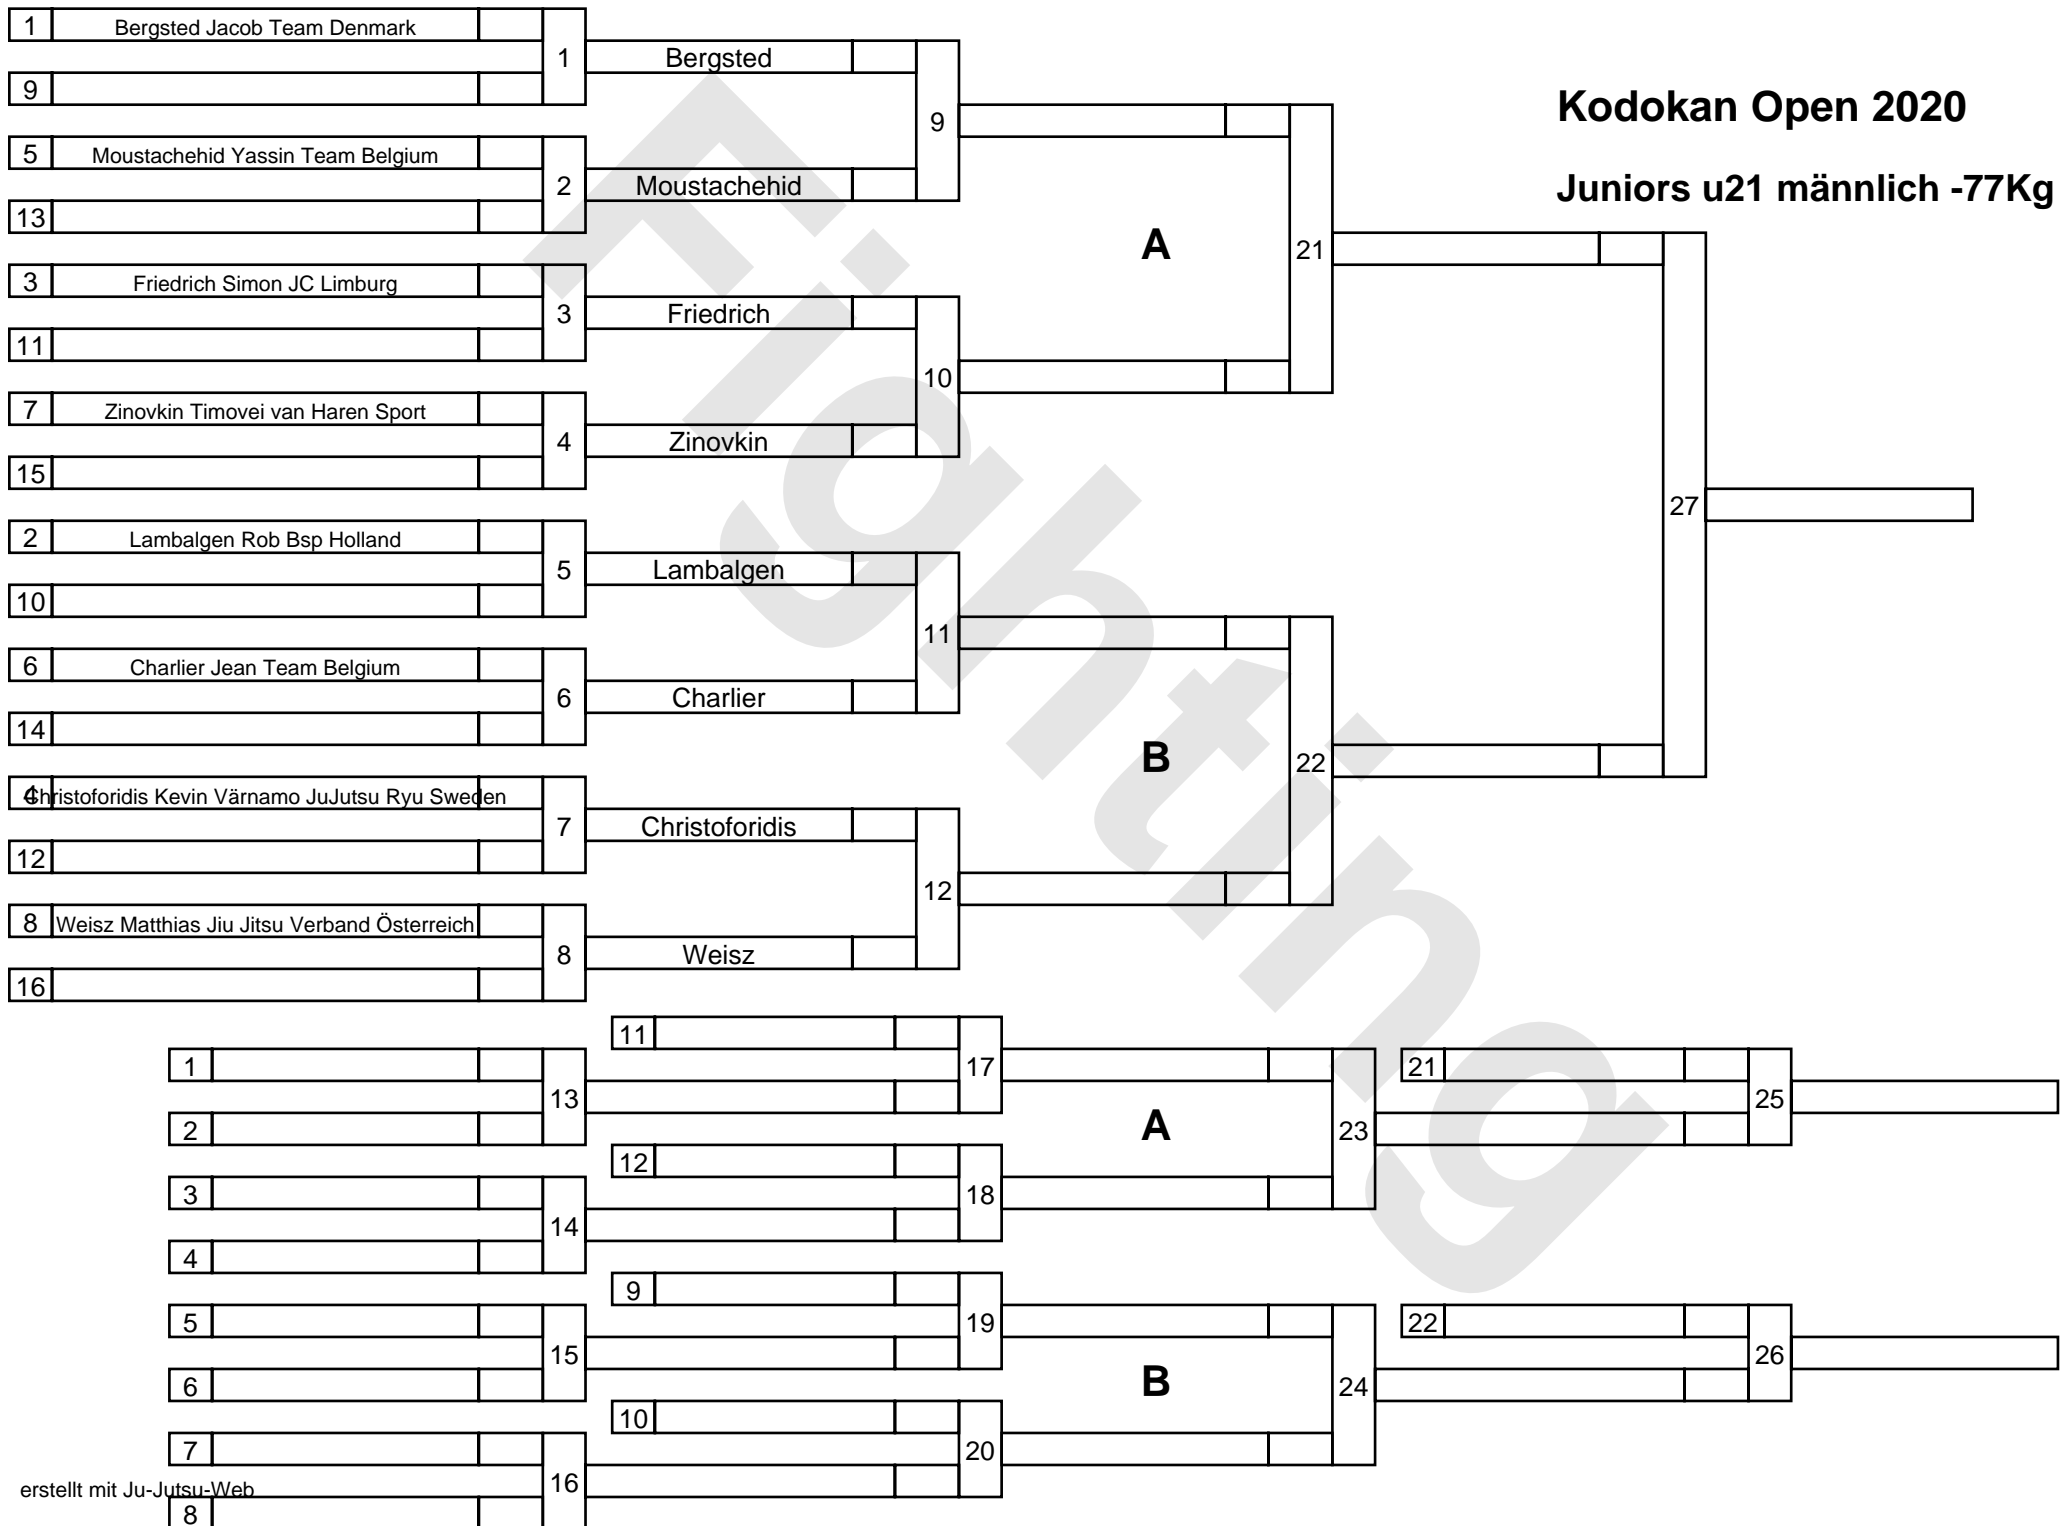 Kodokan Open 2020
Juniors u21 männlich -77Kg
1 Bergsted Jacob Team Denmark
9
1
Bergsted
5 Moustachehid Yassin Team Belgium
13
2
Moustachehid
9
3 Friedrich Simon JC Limburg
11
3
Friedrich
7 Zinovkin Timovei van Haren Sport
15
4
Zinovkin
10
A
21
2 Lambalgen Rob Bsp Holland
10
5
Lambalgen
6 Charlier Jean Team Belgium
14
6
Charlier
11
4 Christoforidis Kevin Värnamo JuJutsu Ryu Sweden
12
7
Christoforidis
8 Weisz Matthias Jiu Jitsu Verband Österreich
16
8
Weisz
12
B
22
27
1
2
13
11
17
3
4
14
12
18
A
23
21
25
5
6
15
9
19
7
8
16
10
20
B
24
22
26
Fighting
erstellt mit Ju-Jutsu-Web